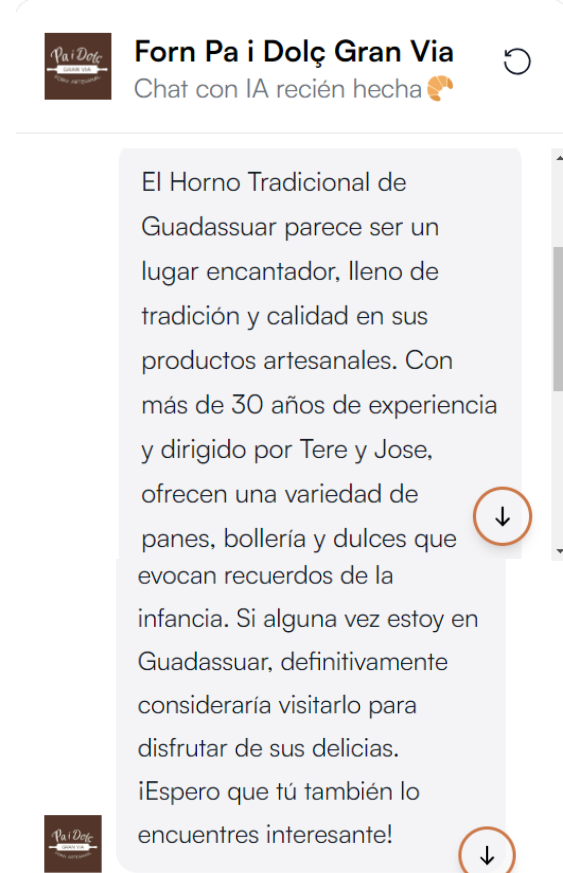 Pa i Dolç
GRAN VIA
FORN ARTESANAL
Forn Pa i Dolç Gran Via
Chat con IA recién hecha🥐
El Horno Tradicional de
Guadassuar parece ser un
lugar encantador, lleno de
tradición y calidad en sus
productos artesanales. Con
más de 30 años de experiencia
y dirigido por Tere y Jose,
ofrecen una variedad de
panes, bollería y dulces que
evocan recuerdos de la
infancia. Si alguna vez estoy en
Guadassuar, definitivamente
consideraría visitarlo para
disfrutar de sus delicias.
¡Espero que tú también lo
encuentres interesante!
Pa i Dolç
GRAN VIA
FORN ARTESANAL